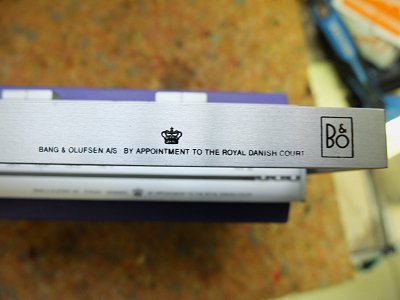 BANG & OLUFSEN A/S · BY APPOINTMENT TO THE ROYAL DANISH COURT
B&O